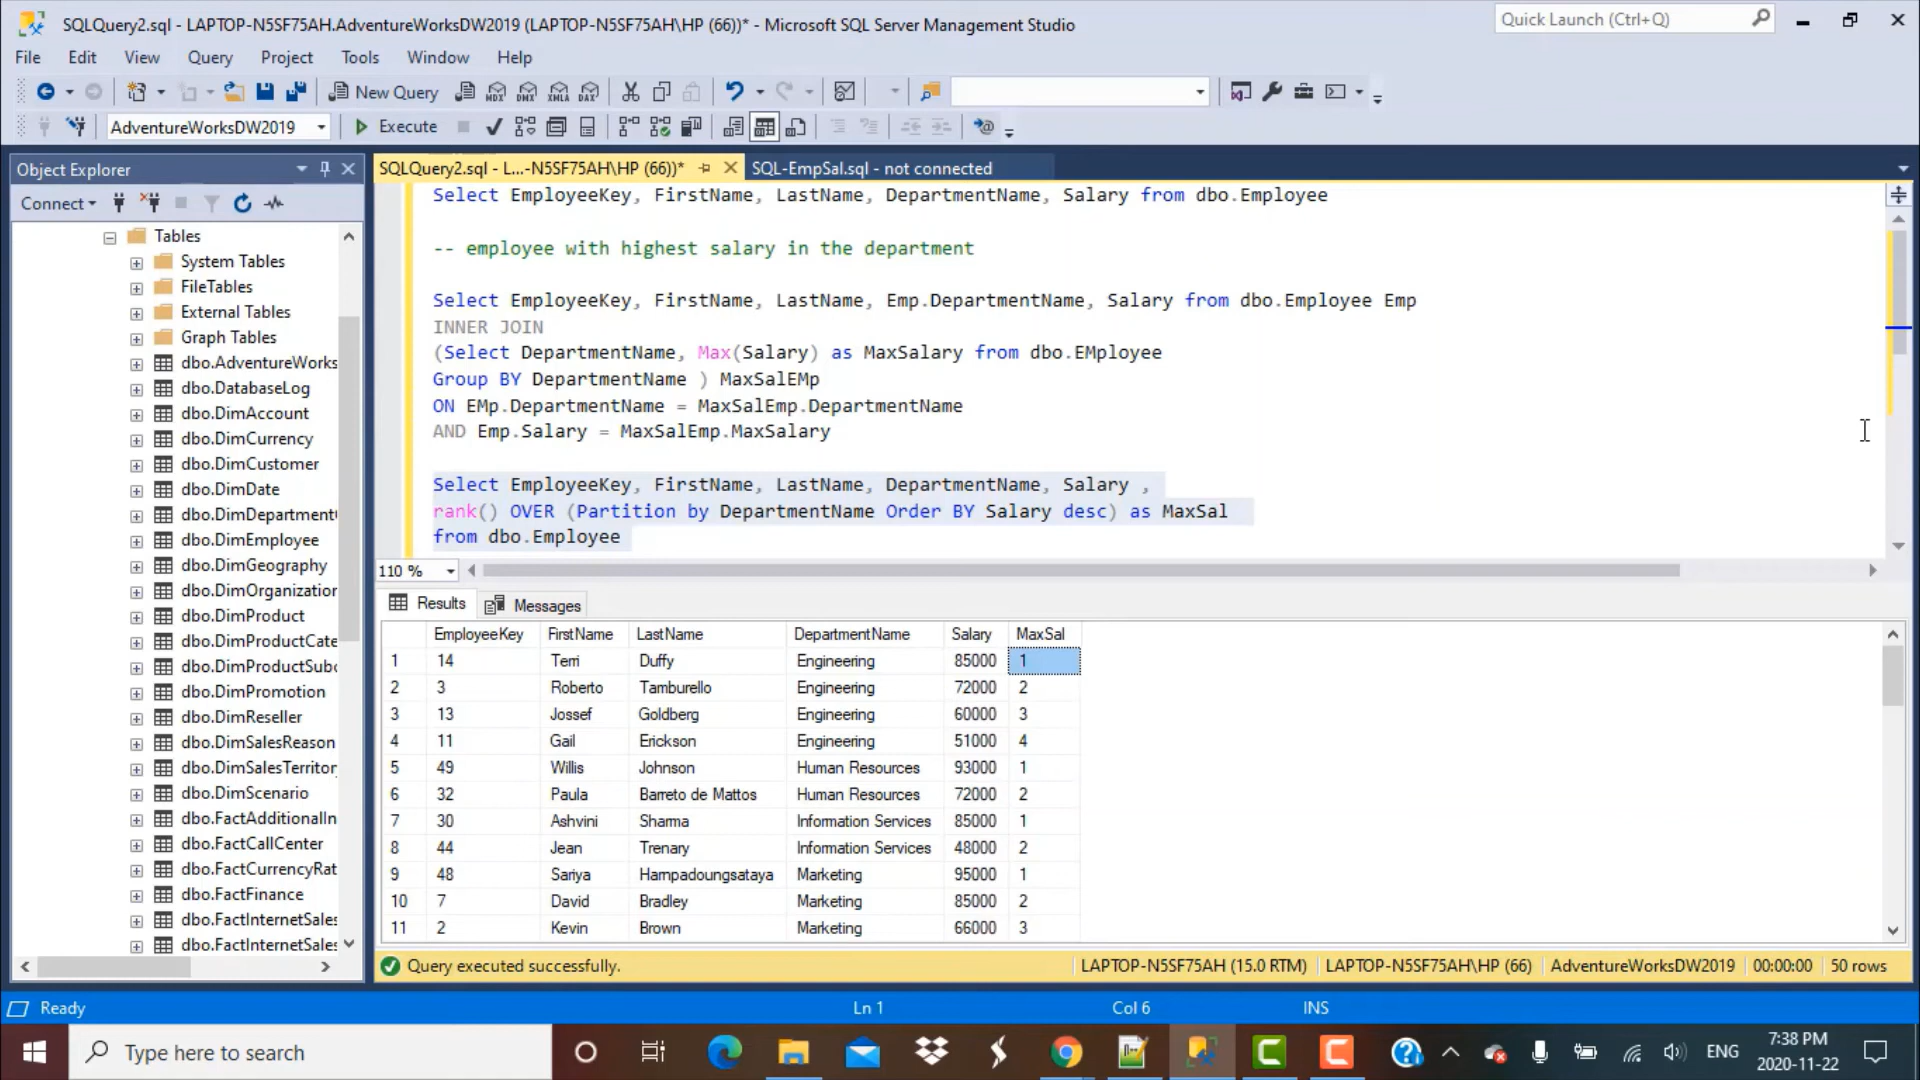 SQLQuery2.sql - LAPTOP-N5SF75AH.AdventureWorksDW2019 (LAPTOP-N5SF75AH\HP (66))* - Microsoft SQL Server Management Studio
Quick Launch (Ctrl+Q)
File Edit View Query Project Tools Window Help
New Query MDX DMX XMLA DAX
AdventureWorksDW2019 Execute
Object Explorer
SQLQuery2.sql - L...-N5SF75AH\HP (66))*
SQL-EmpSal.sql - not connected
Connect
Tables
System Tables
FileTables
External Tables
Graph Tables
dbo.AdventureWorks
dbo.DatabaseLog
dbo.DimAccount
dbo.DimCurrency
dbo.DimCustomer
dbo.DimDate
dbo.DimDepartment
dbo.DimEmployee
dbo.DimGeography
dbo.DimOrganization
dbo.DimProduct
dbo.DimProductCate
dbo.DimProductSubc
dbo.DimPromotion
dbo.DimReseller
dbo.DimSalesReason
dbo.DimSalesTerritor
dbo.DimScenario
dbo.FactAdditionalIn
dbo.FactCallCenter
dbo.FactCurrencyRat
dbo.FactFinance
dbo.FactInternetSales
dbo.FactInternetSales
Select EmployeeKey, FirstName, LastName, DepartmentName, Salary from dbo.Employee
-- employee with highest salary in the department
Select EmployeeKey, FirstName, LastName, Emp.DepartmentName, Salary from dbo.Employee Emp
INNER JOIN
(Select DepartmentName, Max(Salary) as MaxSalary from dbo.EMployee
Group BY DepartmentName ) MaxSalEMp
ON EMp.DepartmentName = MaxSalEmp.DepartmentName
AND Emp.Salary = MaxSalEmp.MaxSalary
Select EmployeeKey, FirstName, LastName, DepartmentName, Salary ,
rank() OVER (Partition by DepartmentName Order BY Salary desc) as MaxSal
from dbo.Employee
110 %
Results Messages
EmployeeKey FirstName LastName DepartmentName Salary MaxSal
1 14 Terri Duffy Engineering 85000 1
2 3 Roberto Tamburello Engineering 72000 2
3 13 Jossef Goldberg Engineering 60000 3
4 11 Gail Erickson Engineering 51000 4
5 49 Willis Johnson Human Resources 93000 1
6 32 Paula Barreto de Mattos Human Resources 72000 2
7 30 Ashvini Sharma Information Services 85000 1
8 44 Jean Trenary Information Services 48000 2
9 48 Sariya Hampadoungsataya Marketing 95000 1
10 7 David Bradley Marketing 85000 2
11 2 Kevin Brown Marketing 66000 3
Query executed successfully.
LAPTOP-N5SF75AH (15.0 RTM) LAPTOP-N5SF75AH\HP (66) AdventureWorksDW2019 00:00:00 50 rows
Ready Ln 1 Col 6 INS
Type here to search
ENG
7:38 PM
2020-11-22